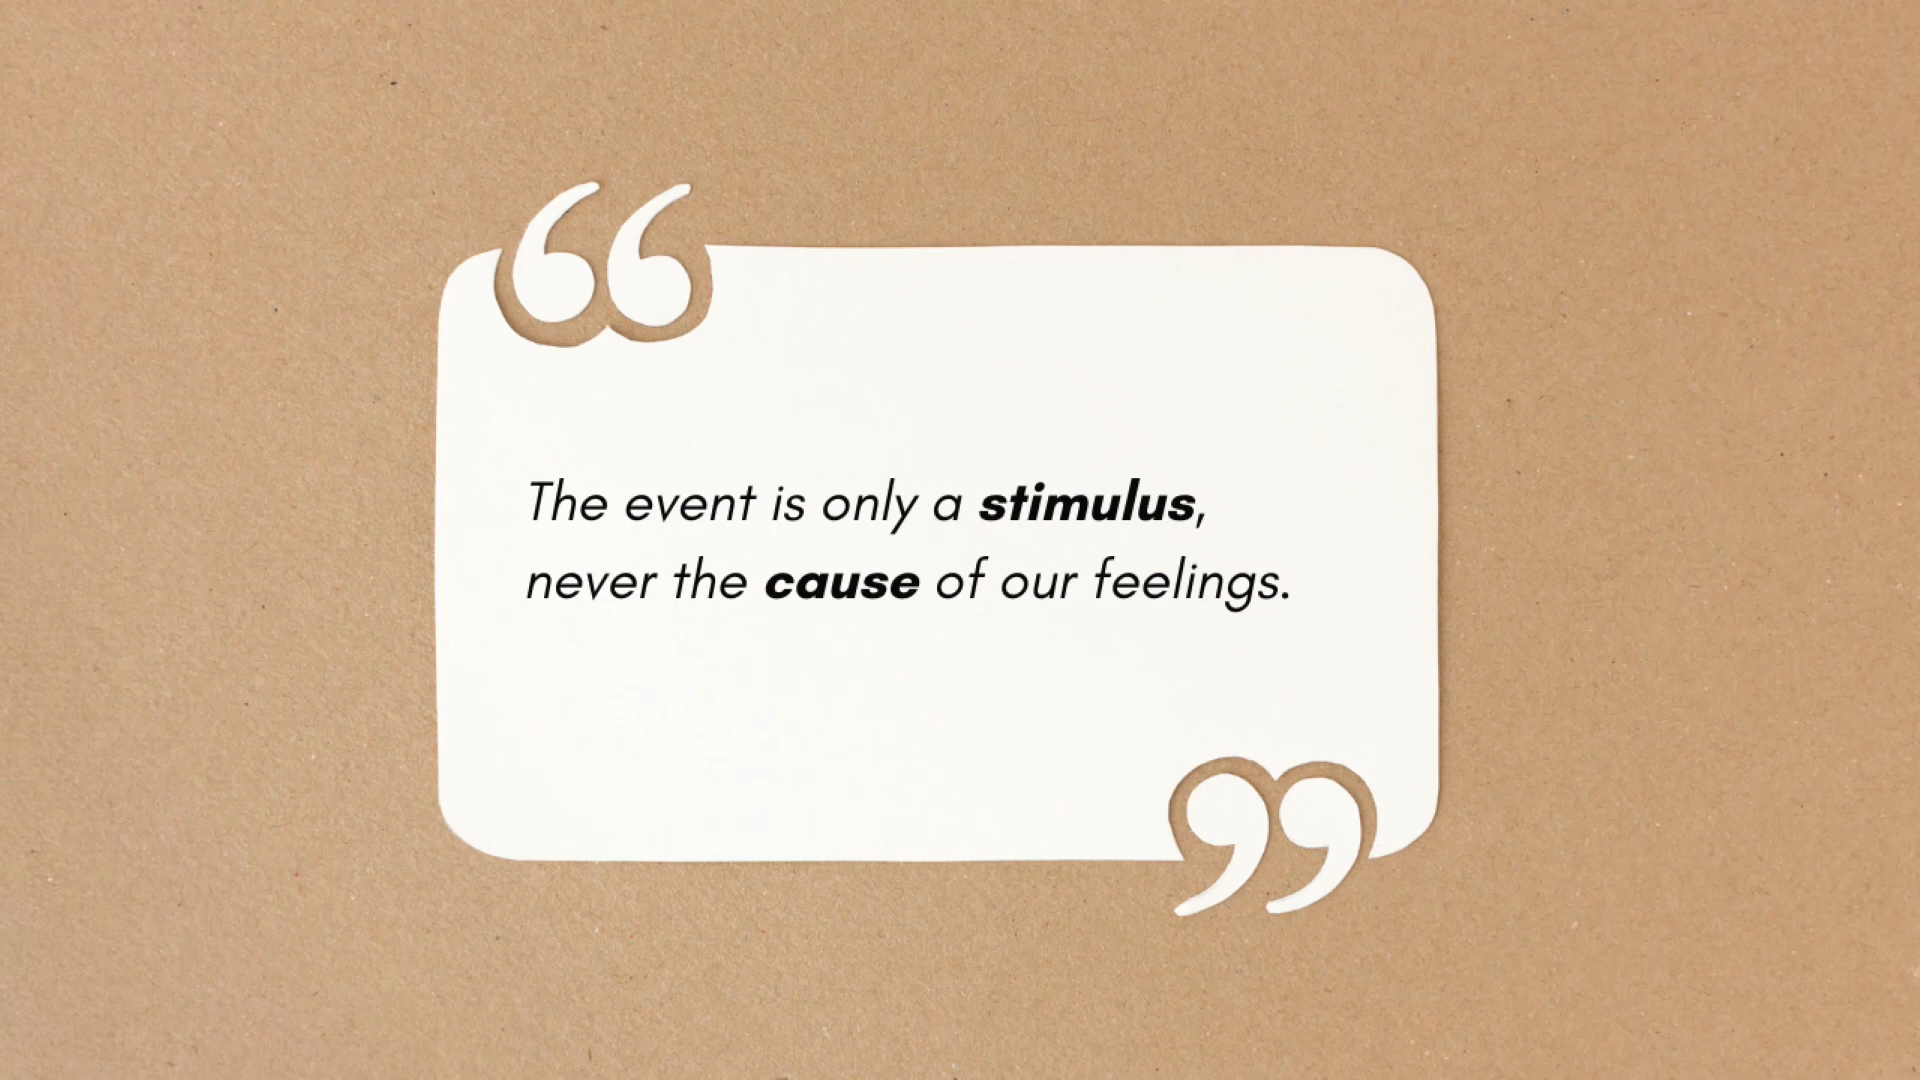 The event is only a stimulus,
never the cause of our feelings.